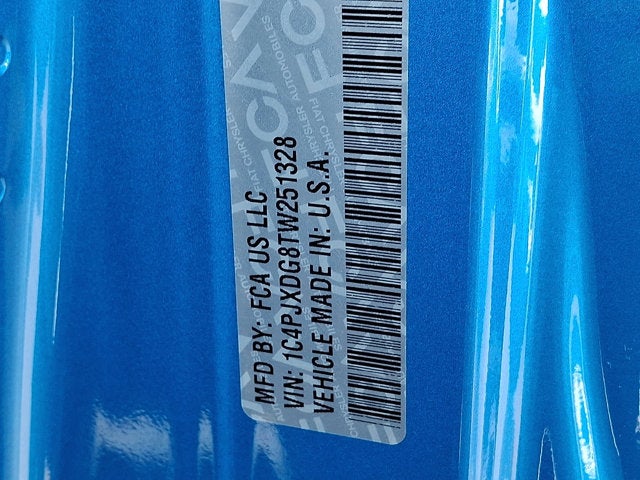 MFD BY: FCA US LLC
VIN: 1C4PJXDG8TW251328
VEHICLE MADE IN: U.S.A.